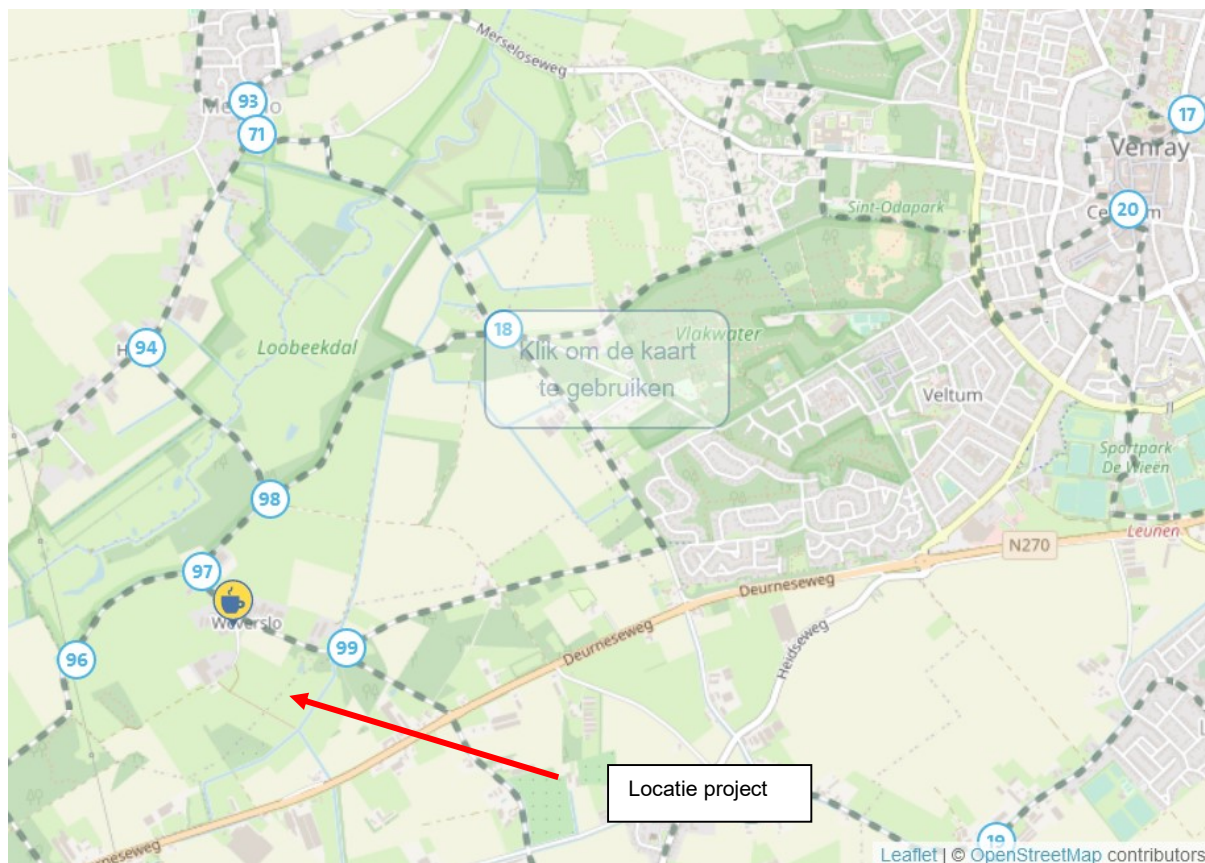 Merseloseweg
93
Merselo
71
17
Venray
20
Centrum
Sint-Odapark
18
Vlakwater
Klik om de kaart
te gebruiken
94
Loobeekdal
Veltum
Sportpark
De Wieën
98
N270
Leunen
97
Deurneseweg
Weverslo
99
Deurneseweg
Heidseweg
96
Locatie project
19
Deurneseweg
Leaflet | © OpenStreetMap contributors